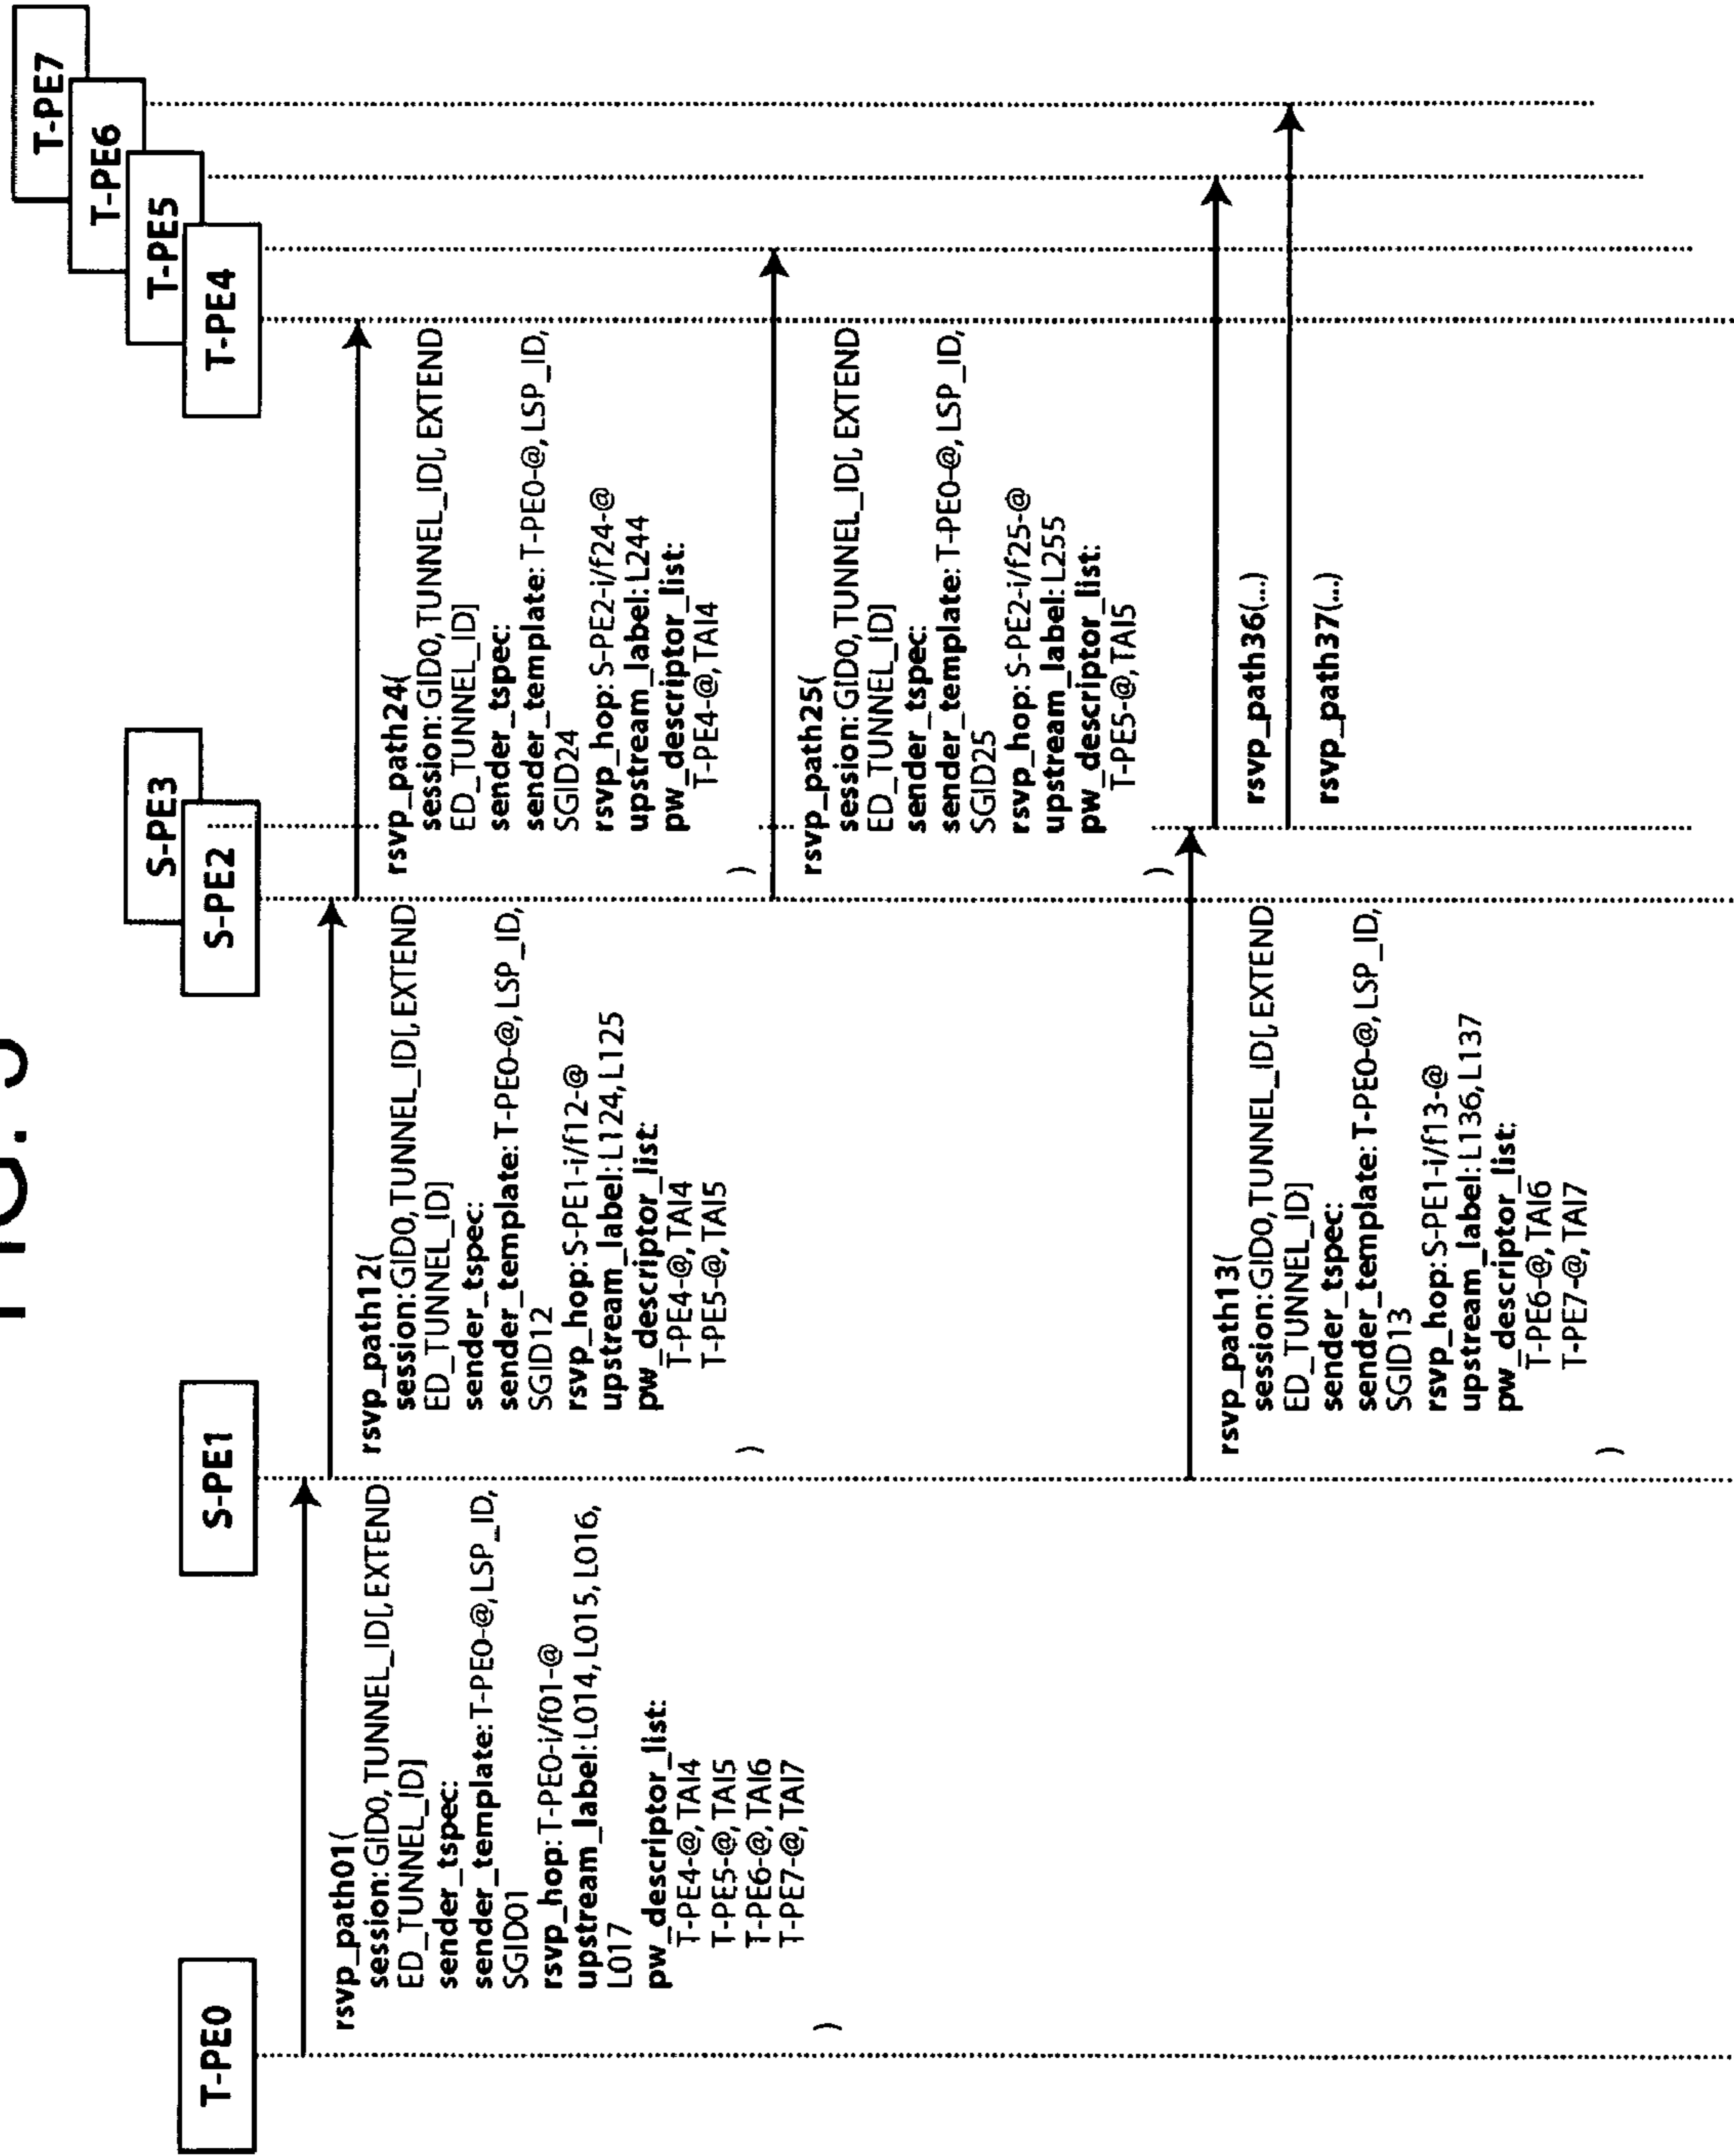 T-PE0
S-PE1
S-PE3
S-PE2
T-PE7
T-PE6
T-PE5
T-PE4
rsvp_path01(
session: GID0, TUNNEL_ID[, EXTEND
ED_TUNNEL_ID]
sender_tspec:
sender_template: T-PE0-@, LSP_ID,
SGID01
rsvp_hop: T-PE0-i/f01-@
upstream_label: L014, L015, L016,
L017
pw_descriptor_list:
T-PE4-@, TAI4
T-PE5-@, TAI5
T-PE6-@, TAI6
T-PE7-@, TAI7
)
rsvp_path12(
session: GID0, TUNNEL_ID[, EXTEND
ED_TUNNEL_ID]
sender_tspec:
sender_template: T-PE0-@, LSP_ID,
SGID12
rsvp_hop: S-PE1-i/f12-@
upstream_label: L124, L125
pw_descriptor_list:
T-PE4-@, TAI4
T-PE5-@, TAI5
)
rsvp_path24(
session: GID0, TUNNEL_ID[, EXTEND
ED_TUNNEL_ID]
sender_tspec:
sender_template: T-PE0-@, LSP_ID,
SGID24
rsvp_hop: S-PE2-i/f24-@
upstream_label: L244
pw_descriptor_list:
T-PE4-@, TAI4
)
rsvp_path25(
session: GID0, TUNNEL_ID[, EXTEND
ED_TUNNEL_ID]
sender_tspec:
sender_template: T-PE0-@, LSP_ID,
SGID25
rsvp_hop: S-PE2-i/f25-@
upstream_label: L255
pw_descriptor_list:
T-PE5-@, TAI5
)
rsvp_path13(
session: GID0, TUNNEL_ID[, EXTEND
ED_TUNNEL_ID]
sender_tspec:
sender_template: T-PE0-@, LSP_ID,
SGID13
rsvp_hop: S-PE1-i/f13-@
upstream_label: L136, L137
pw_descriptor_list:
T-PE6-@, TAI6
T-PE7-@, TAI7
)
rsvp_path36(...)
rsvp_path37(...)